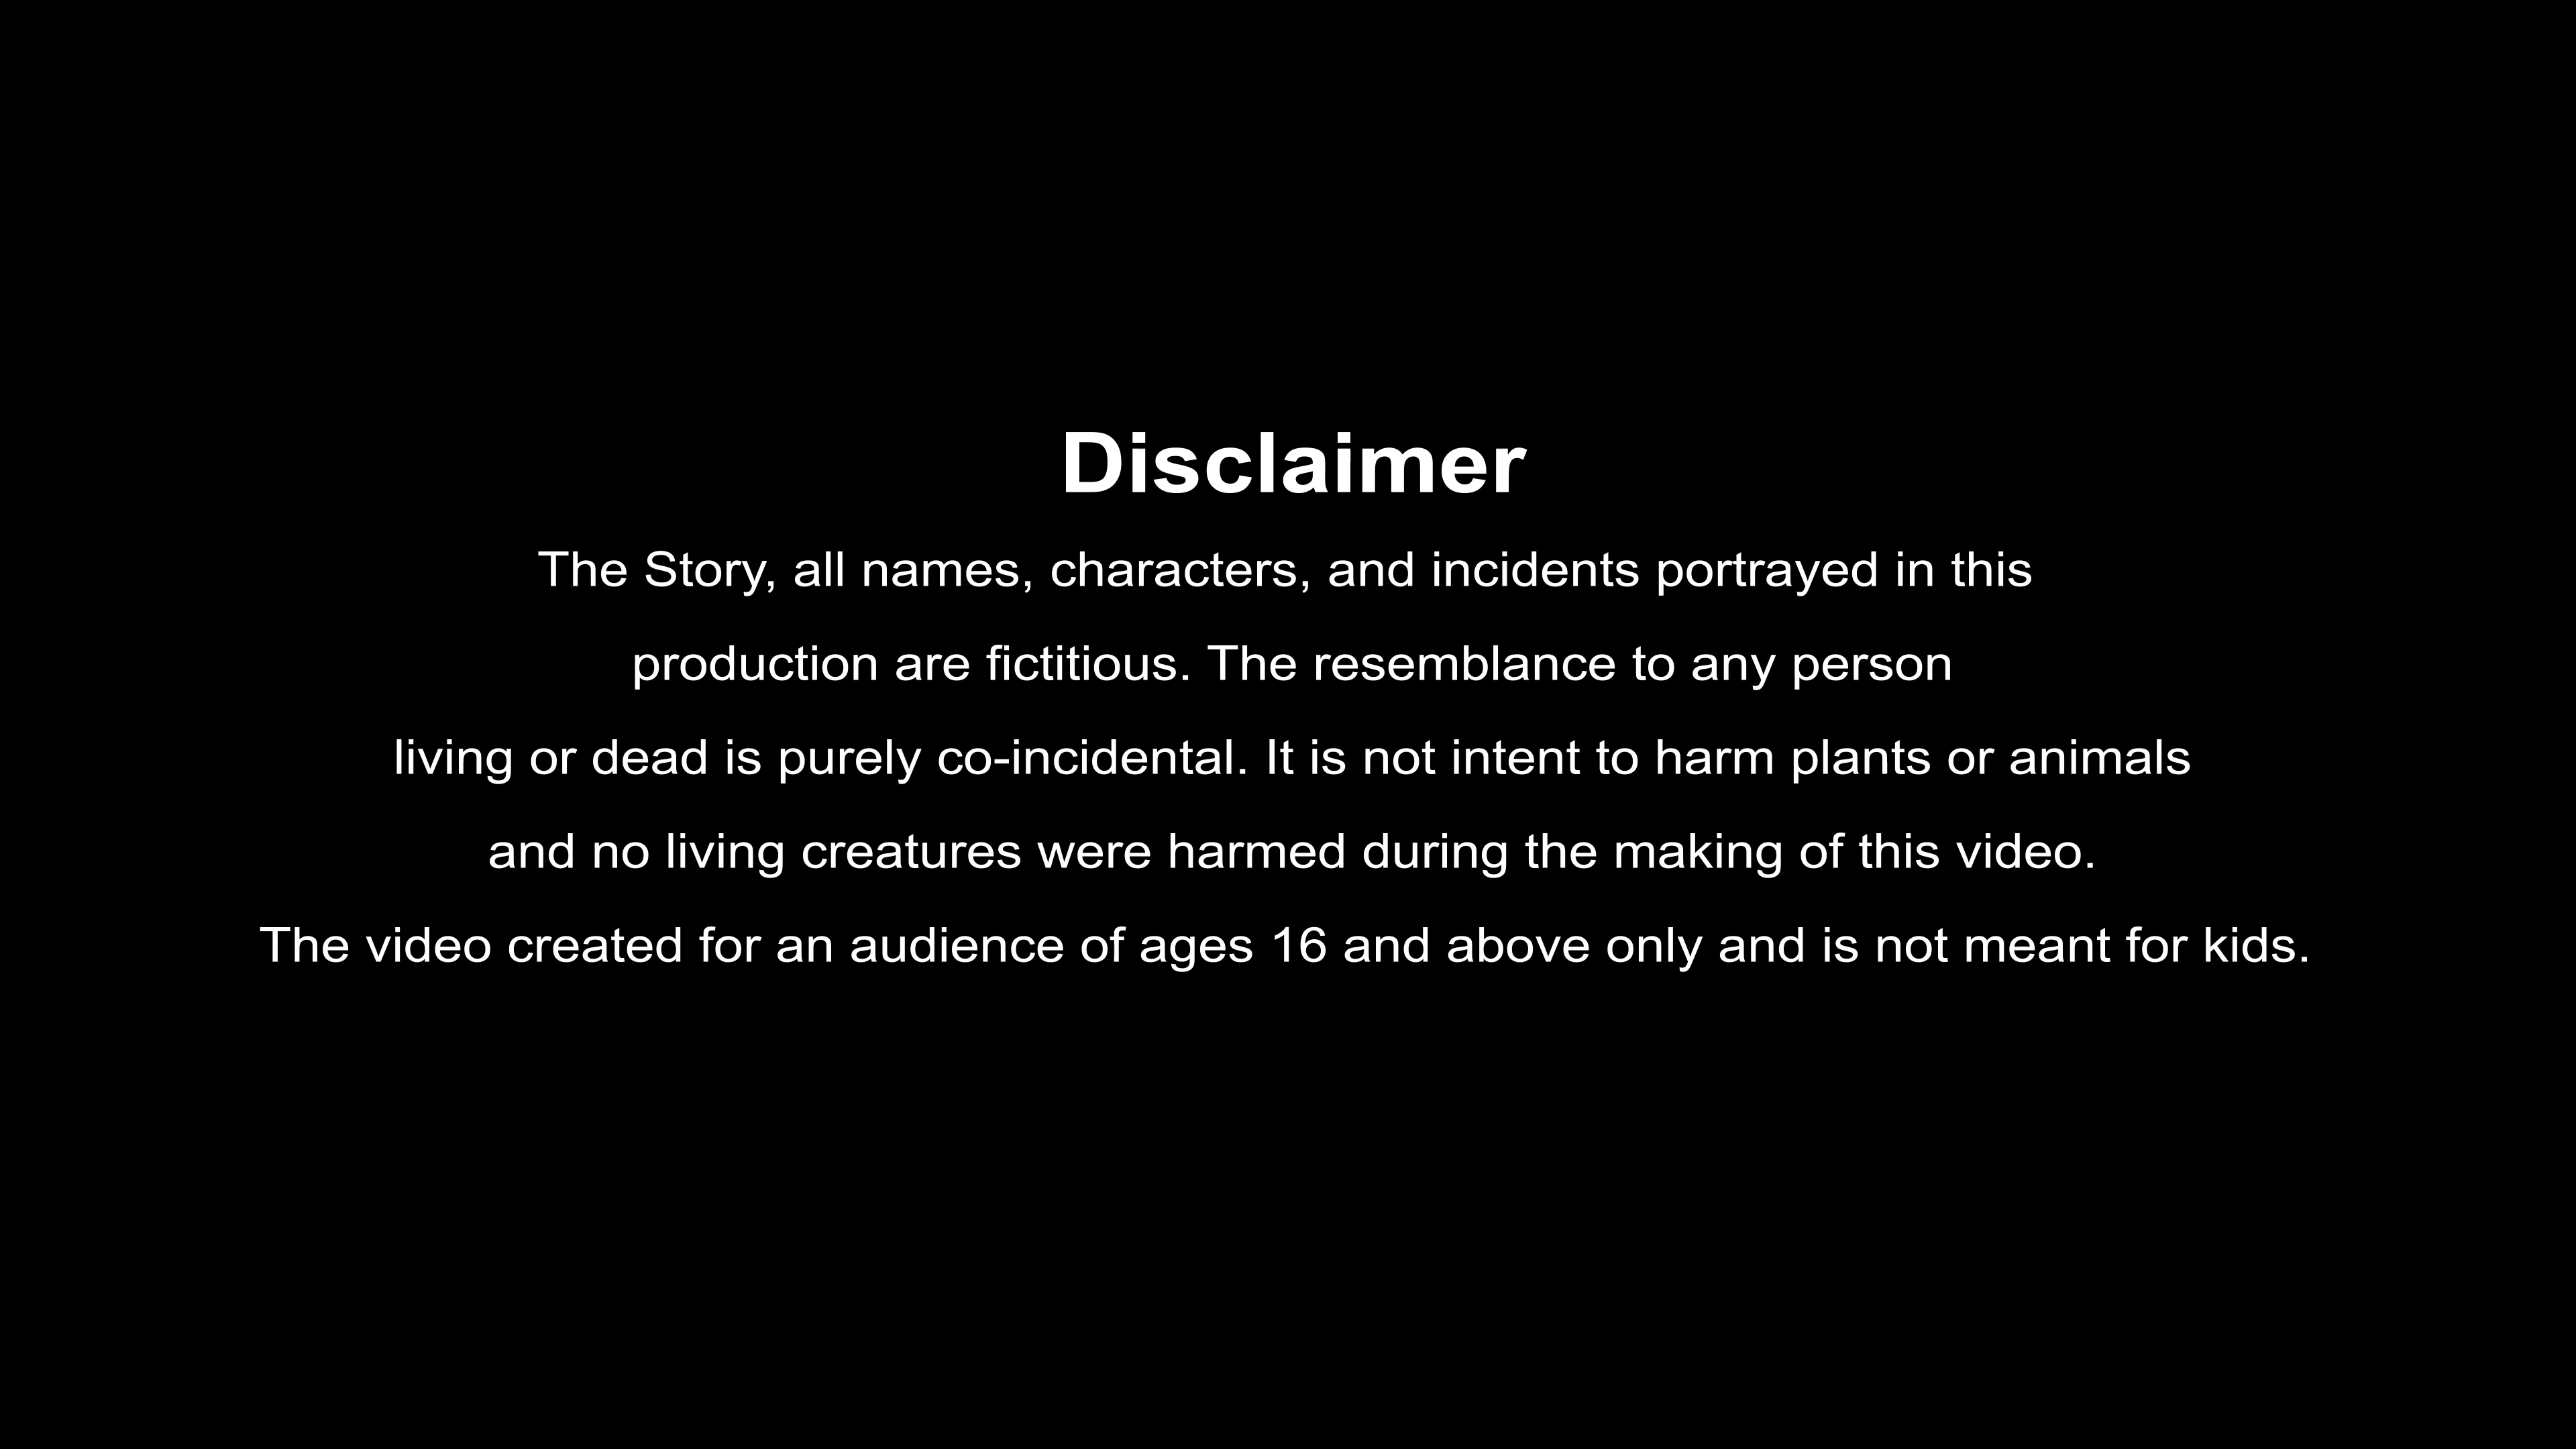 Disclaimer
The Story, all names, characters, and incidents portrayed in this
production are fictitious. The resemblance to any person
living or dead is purely co-incidental. It is not intent to harm plants or animals
and no living creatures were harmed during the making of this video.
The video created for an audience of ages 16 and above only and is not meant for kids.